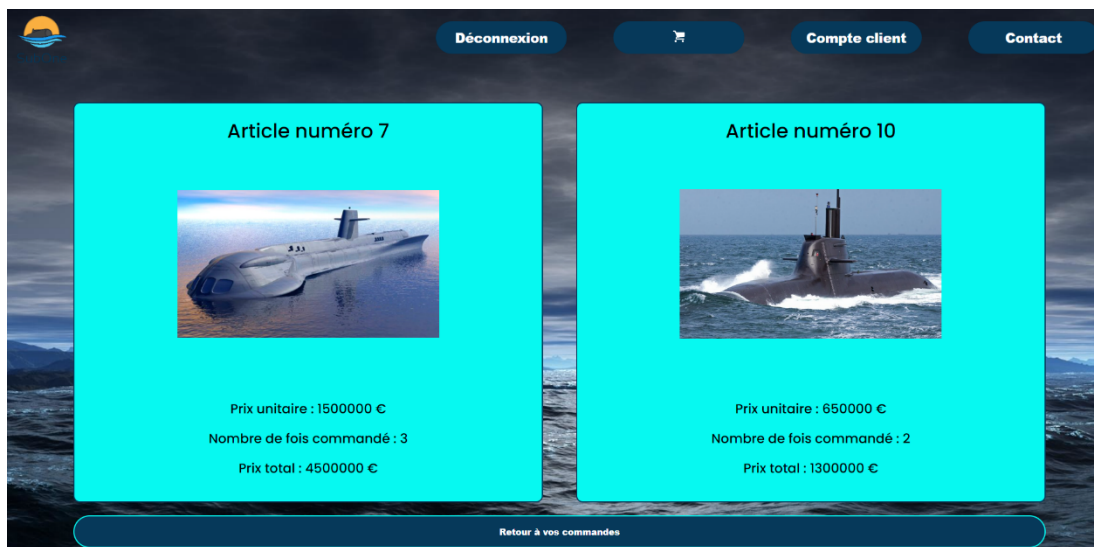 Déconnexion
Compte client
Contact
Article numéro 7
Article numéro 10
Prix unitaire : 1500000 €
Nombre de fois commandé : 3
Prix total : 4500000 €
Prix unitaire : 650000 €
Nombre de fois commandé : 2
Prix total : 1300000 €
Retour à vos commandes